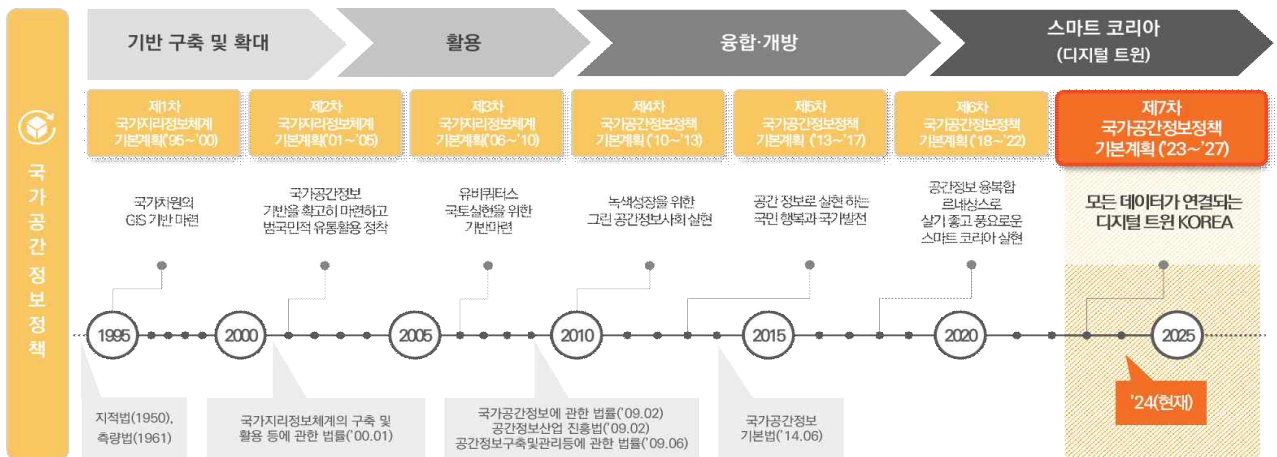 국가공간정보정책
기반 구축 및 확대
활용
융합·개방
스마트 코리아
(디지털 트윈)
제1차
국가지리정보체계
기본계획('95~'00)
제2차
국가지리정보체계
기본계획('01~'05)
제3차
국가지리정보체계
기본계획('06~'10)
제4차
국가공간정보정책
기본계획 ('10~'13)
제5차
국가공간정보정책
기본계획 ('13~'17)
제6차
국가공간정보정책
기본계획 ('18~'22)
제7차
국가공간정보정책
기본계획 ('23~'27)
국가차원의
GIS 기반 마련
국가공간정보
기반을 확고히 마련하고
범국민적 유통활용 정착
유비쿼터스
국토실현을 위한
기반마련
녹색성장을 위한
그린 공간정보사회 실현
공간 정보로 실현 하는
국민 행복과 국가발전
공간정보 융복합
르네상스로
살기 좋고 풍요로운
스마트 코리아 실현
모든 데이터가 연결되는
디지털 트윈 KOREA
1995
2000
2005
2010
2015
2020
2025
지적법(1950),
측량법(1961)
국가지리정보체계의 구축 및
활용 등에 관한 법률('00.01)
국가공간정보에 관한 법률('09.02)
공간정보산업 진흥법('09.02)
공간정보구축및관리등에 관한 법률('09.06)
국가공간정보
기본법('14.06)
'24(현재)